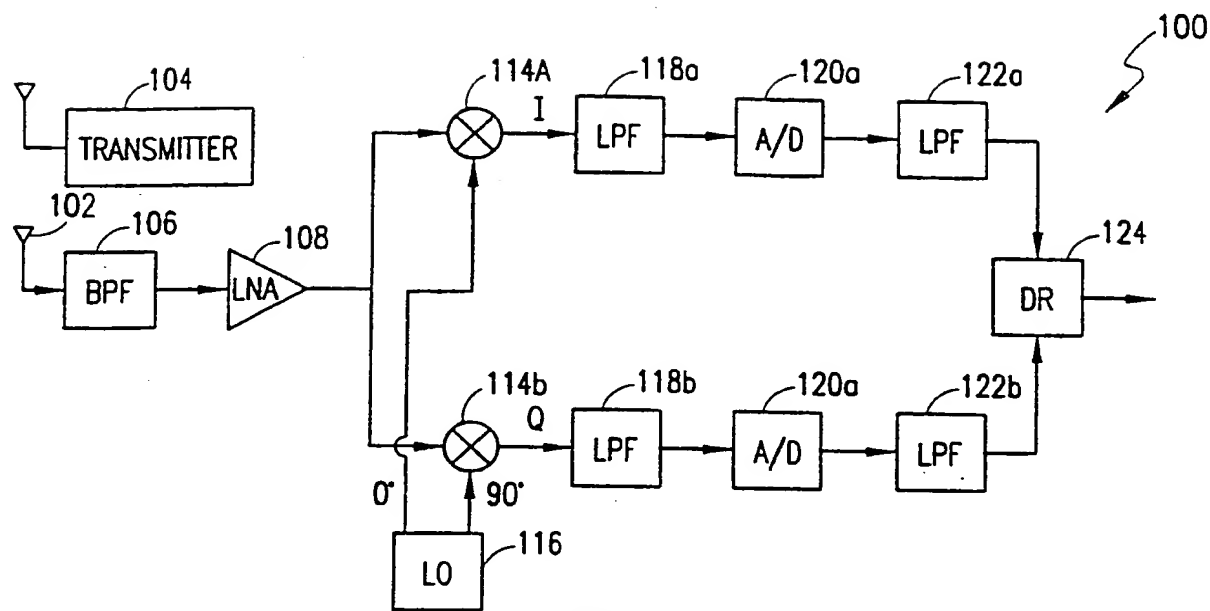 100
104
TRANSMITTER
114A
I
118a
LPF
120a
A/D
122a
LPF
102
106
BPF
108
LNA
124
DR
114b
Q
118b
LPF
120a
A/D
122b
LPF
0°
90°
LO
116